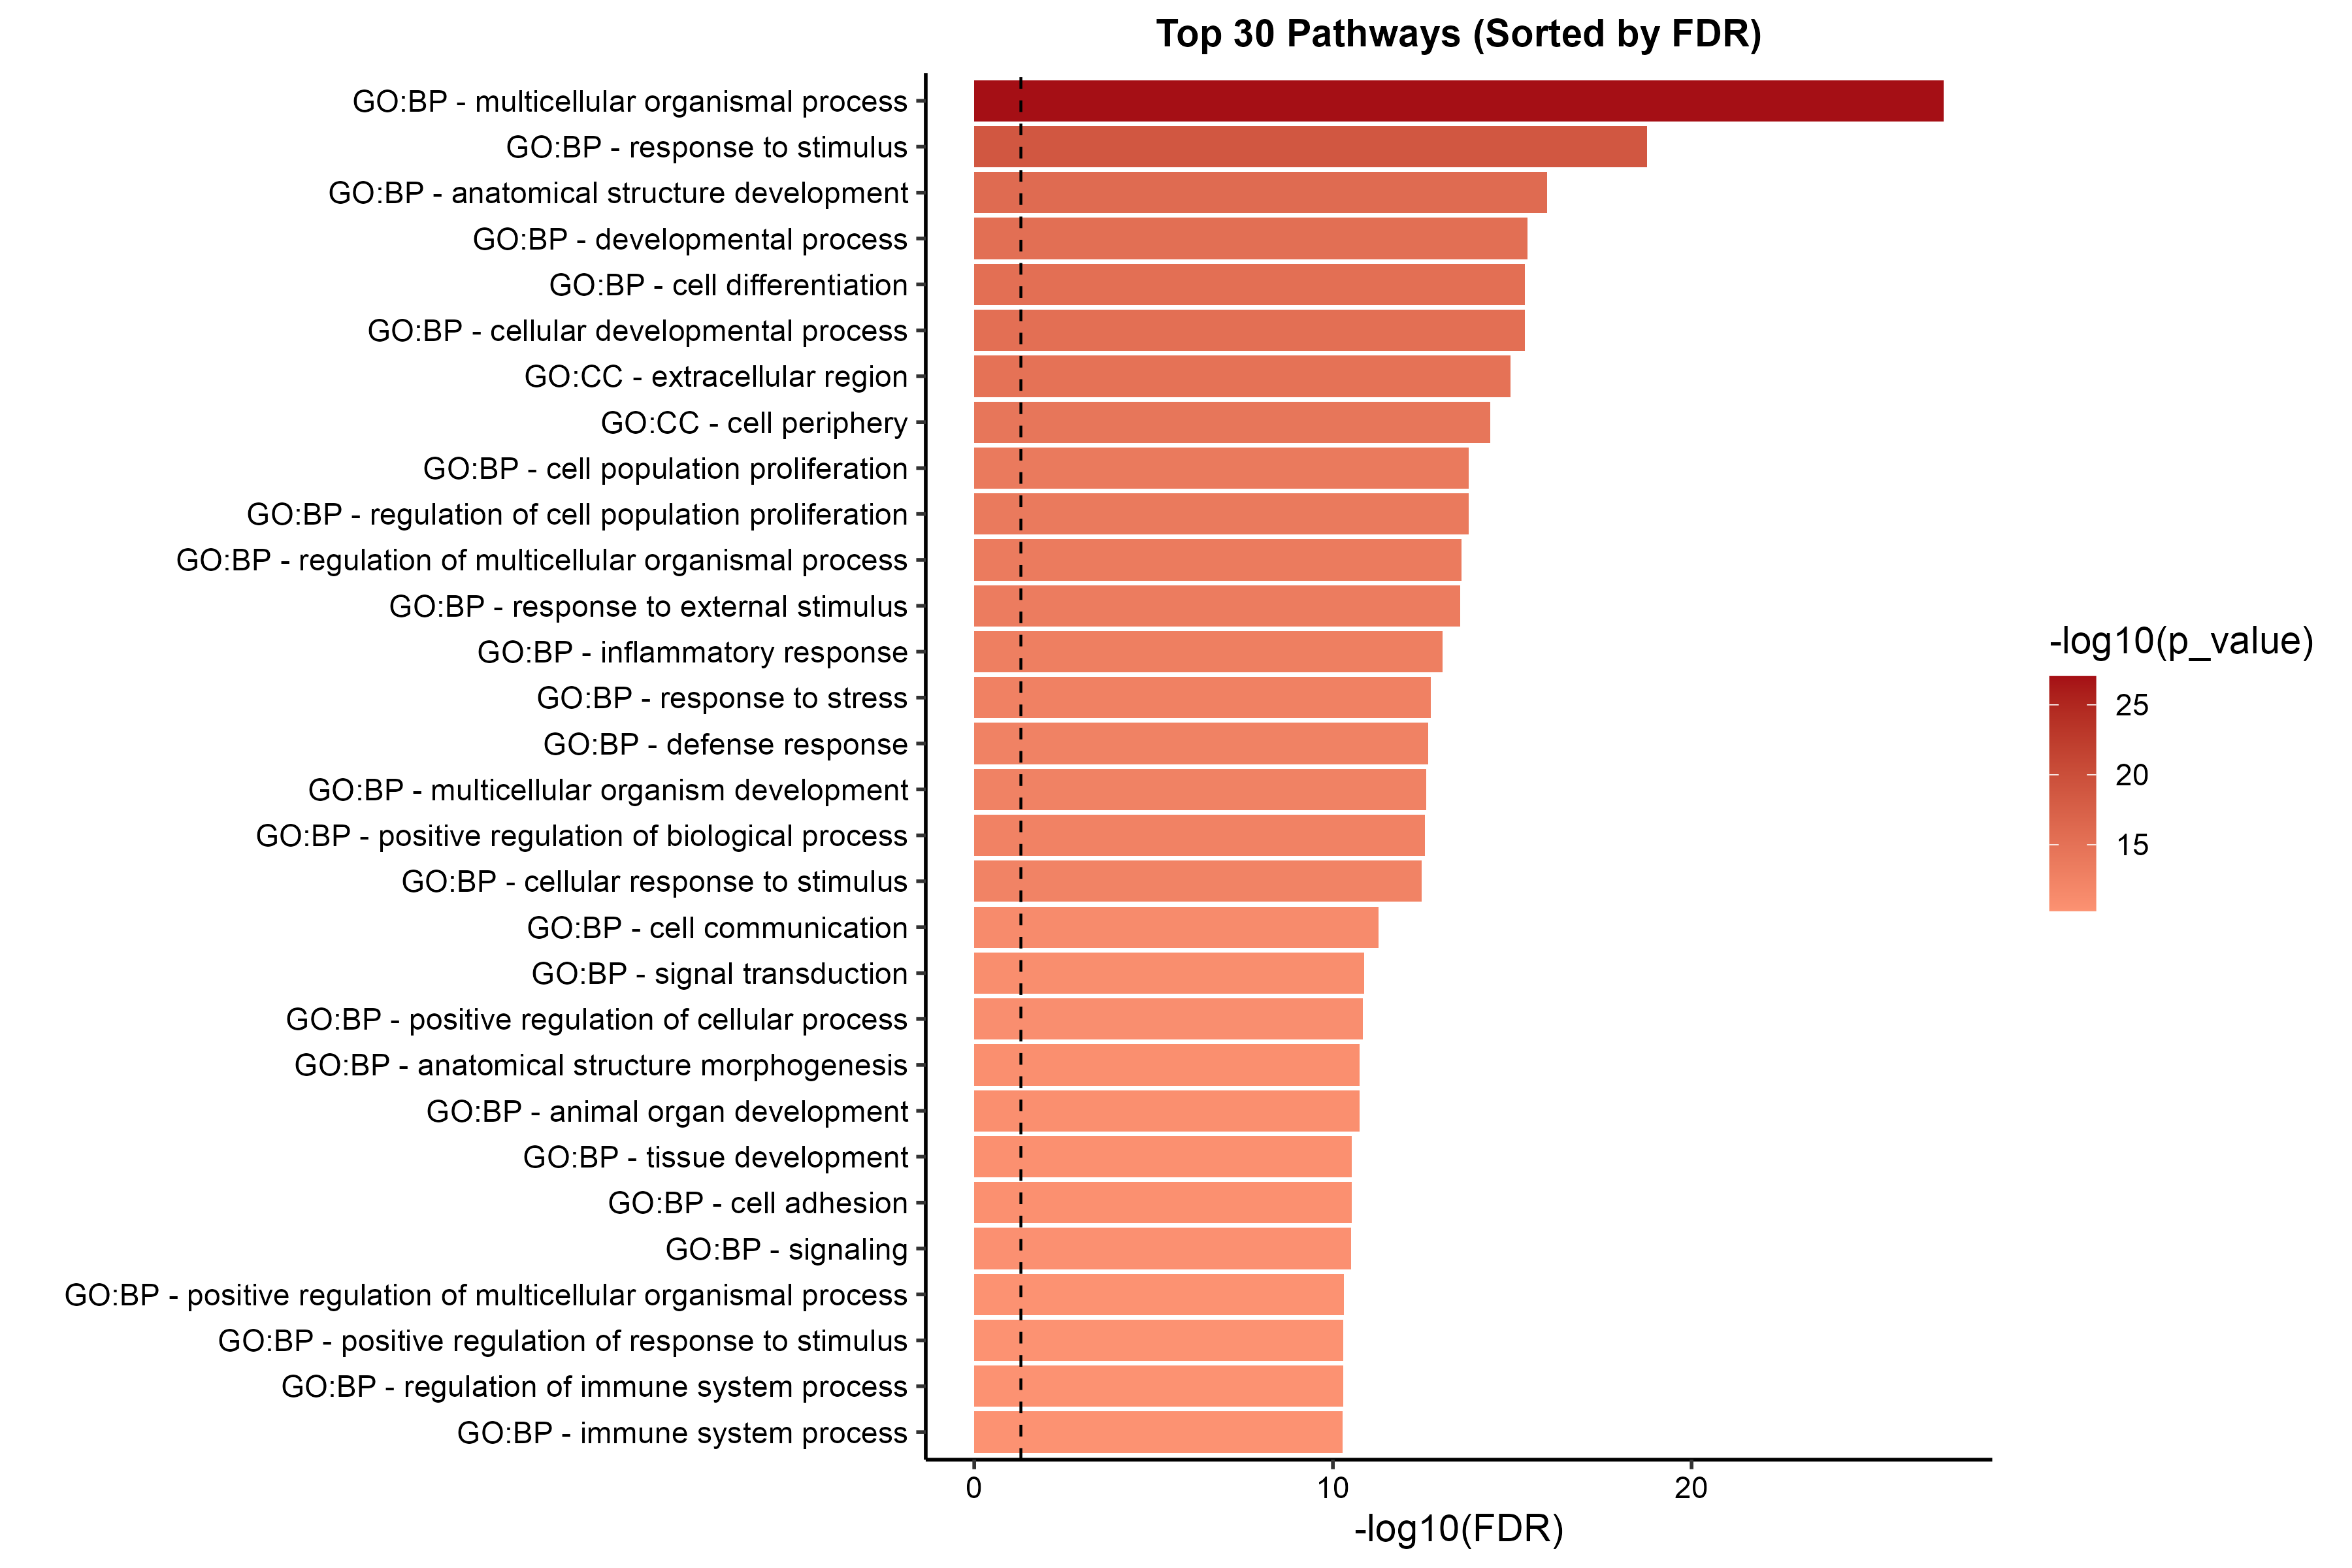 Top 30 Pathways (Sorted by FDR)
GO:BP - multicellular organismal process
GO:BP - response to stimulus
GO:BP - anatomical structure development
GO:BP - developmental process
GO:BP - cell differentiation
GO:BP - cellular developmental process
GO:CC - extracellular region
GO:CC - cell periphery
GO:BP - cell population proliferation
GO:BP - regulation of cell population proliferation
GO:BP - regulation of multicellular organismal process
GO:BP - response to external stimulus
GO:BP - inflammatory response
GO:BP - response to stress
GO:BP - defense response
GO:BP - multicellular organism development
GO:BP - positive regulation of biological process
GO:BP - cellular response to stimulus
GO:BP - cell communication
GO:BP - signal transduction
GO:BP - positive regulation of cellular process
GO:BP - anatomical structure morphogenesis
GO:BP - animal organ development
GO:BP - tissue development
GO:BP - cell adhesion
GO:BP - signaling
GO:BP - positive regulation of multicellular organismal process
GO:BP - positive regulation of response to stimulus
GO:BP - regulation of immune system process
GO:BP - immune system process
0 10 20
-log10(FDR)
-log10(p_value)
25
20
15